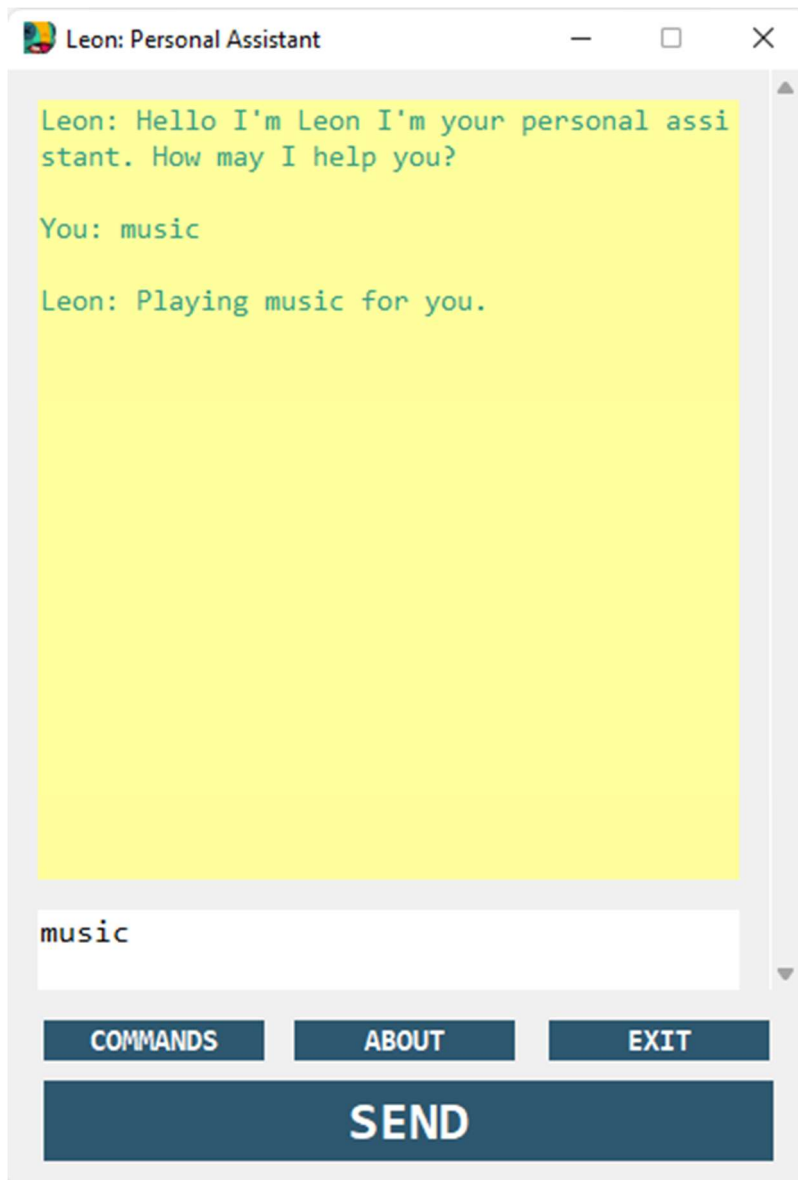 Leon: Personal Assistant
Leon: Hello I'm Leon I'm your personal assi
stant. How may I help you?
You: music
Leon: Playing music for you.
music
COMMANDS ABOUT EXIT
SEND